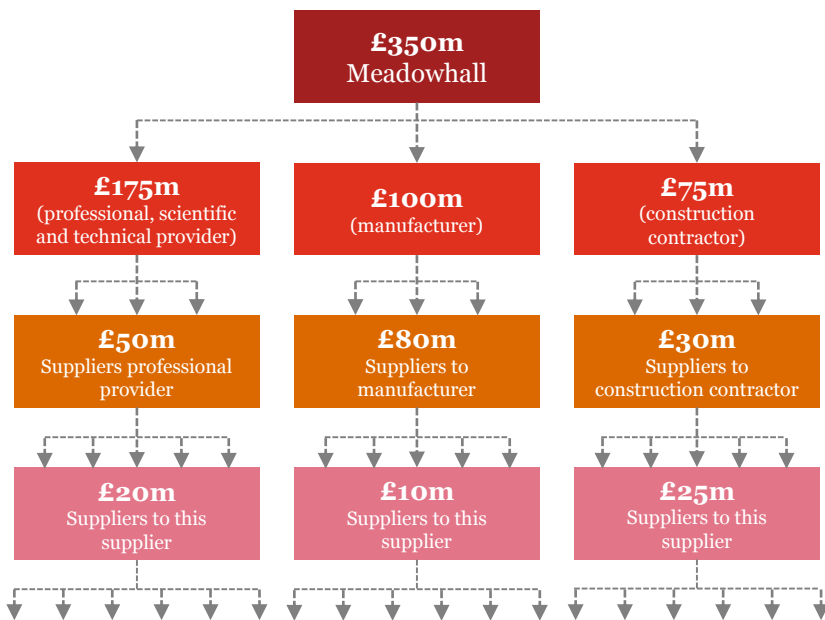 £350m
Meadowhall
£175m
(professional, scientific
and technical provider)
£100m
(manufacturer)
£75m
(construction
contractor)
£50m
Suppliers professional
provider
£80m
Suppliers to
manufacturer
£30m
Suppliers to
construction contractor
£20m
Suppliers to this
supplier
£10m
Suppliers to this
supplier
£25m
Suppliers to this
supplier